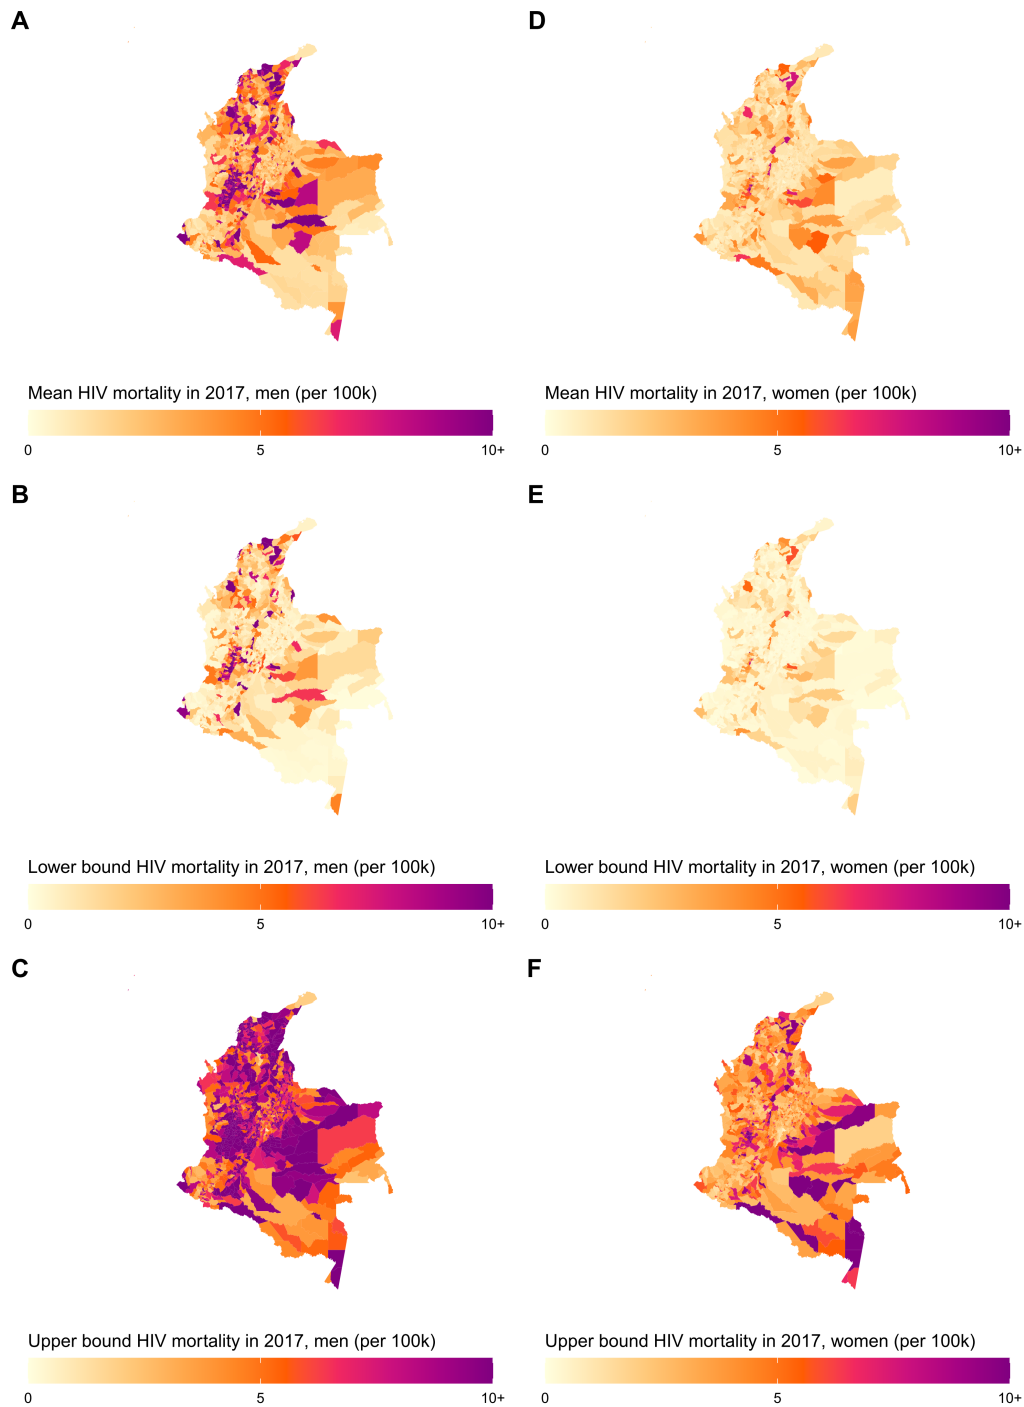 A
D
Mean HIV mortality in 2017, men (per 100k)
0 5 10+
Mean HIV mortality in 2017, women (per 100k)
0 5 10+
B
E
Lower bound HIV mortality in 2017, men (per 100k)
0 5 10+
Lower bound HIV mortality in 2017, women (per 100k)
0 5 10+
C
F
Upper bound HIV mortality in 2017, men (per 100k)
0 5 10+
Upper bound HIV mortality in 2017, women (per 100k)
0 5 10+